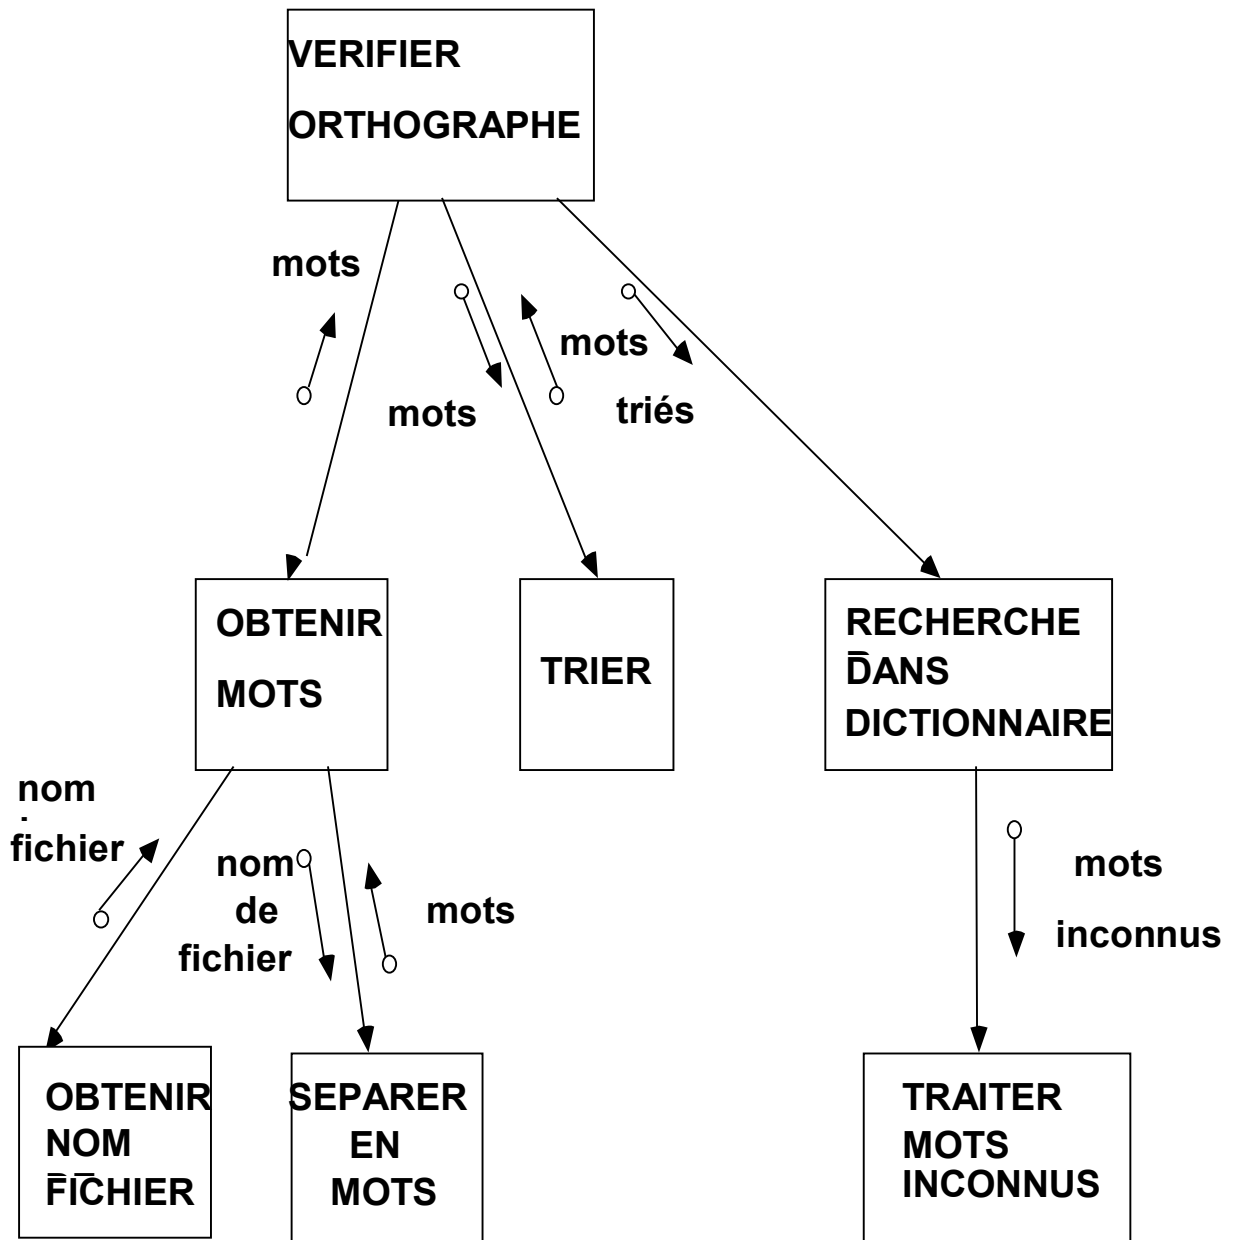 VERIFIER
ORTHOGRAPHE
mots
mots
mots
triés
OBTENIR
MOTS
TRIER
RECHERCHE
DANS
DICTIONNAIRE
nom
fichier
nom
de
fichier
mots
mots
inconnus
OBTENIR
NOM
FICHIER
SEPARER
EN
MOTS
TRAITER
MOTS
INCONNUS